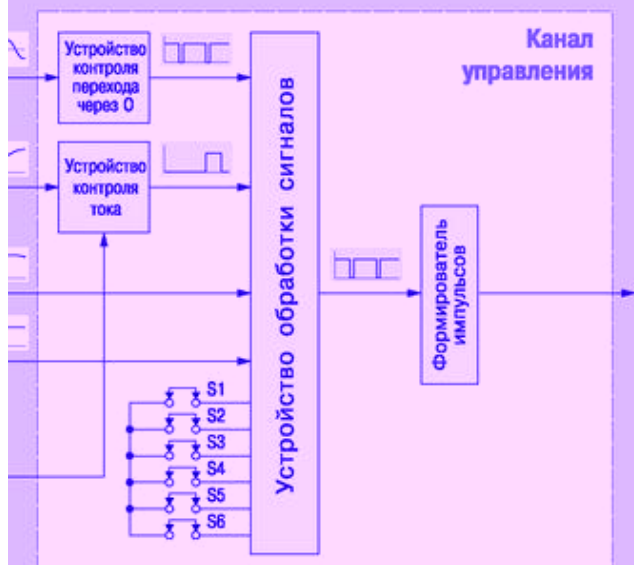 Канал
управления
Устройство
контроля
перехода
через 0
Устройство
контроля
тока
Устройство обработки сигналов
Формирователь
импульсов
S1
S2
S3
S4
S5
S6